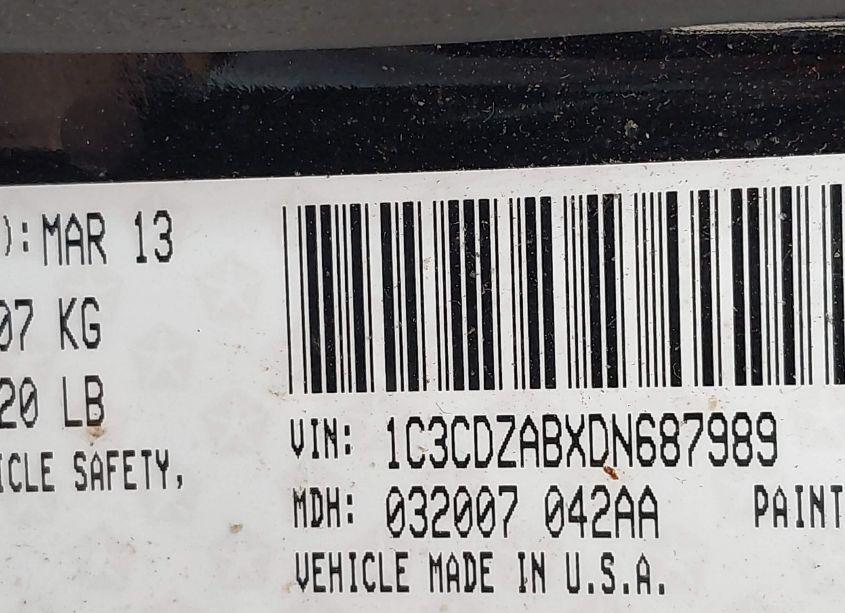 ): MAR 13
07 KG
20 LB
ICLE SAFETY,
VIN: 1C3CDZABXDN687989
MDH: 032007 042AA PAINT
VEHICLE MADE IN U.S.A.